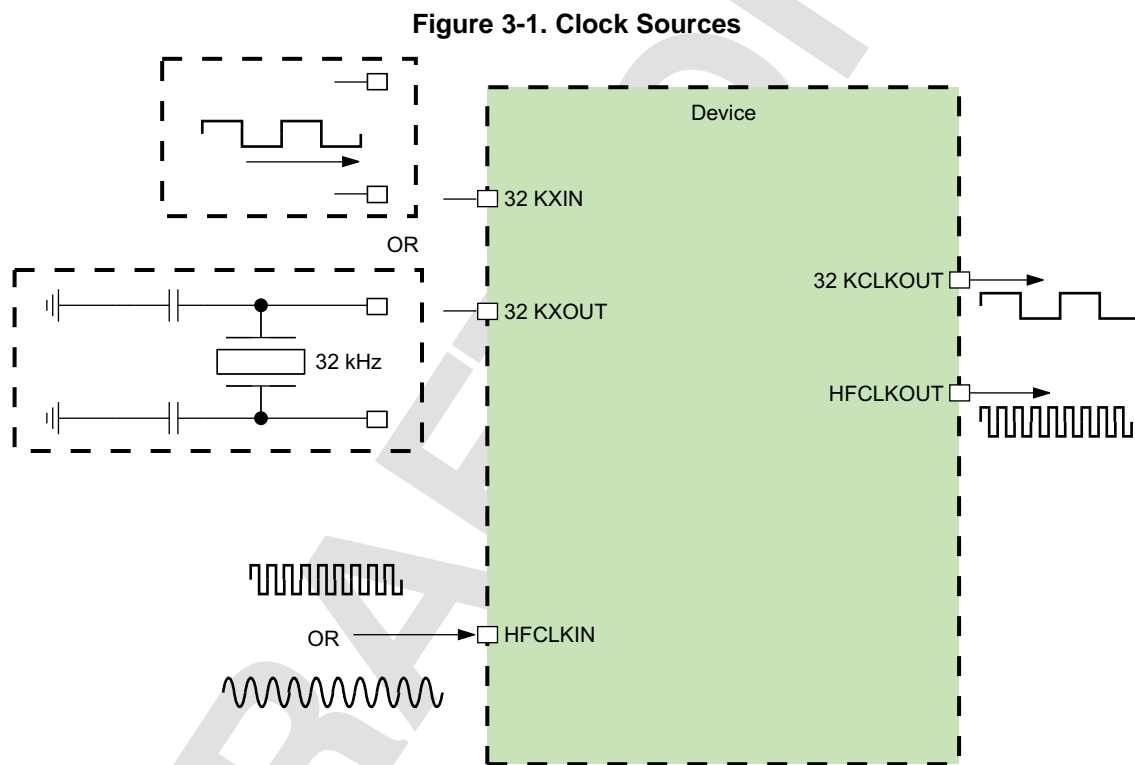 Figure 3-1. Clock Sources
Device
32 KXIN
OR
32 KCLKOUT
32 KXOUT
32 kHz
HFCLKOUT
OR
HFCLKIN